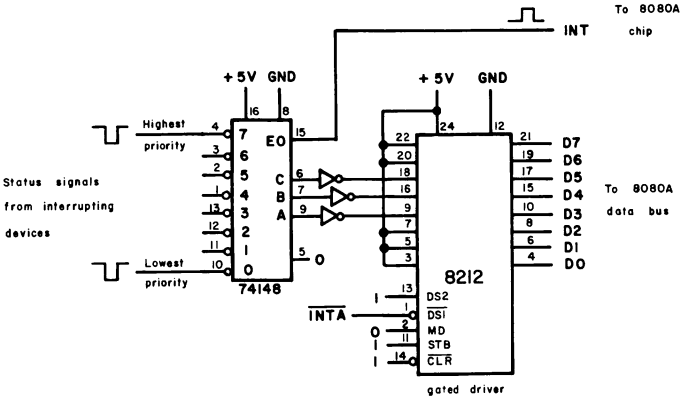 To 8080A
chip
INT
+5V GND
16 8
Highest
priority
4 7
EO 15
3 6
2 5
1 4
13 3
12 2
11 1
10 0
C 6
B 7
A 9
5 0
Status signals
from interrupting
devices
Lowest
priority
74148
+5V GND
24 12
22
20
18
16
9
7
5
3
21 D7
19 D6
17 D5
15 D4
10 D3
8 D2
6 D1
4 D0
To 8080A
data bus
8212
1 13 DS2
INTA 1 DS1
0 2 MD
1 11 STB
1 14 CLR
gated driver